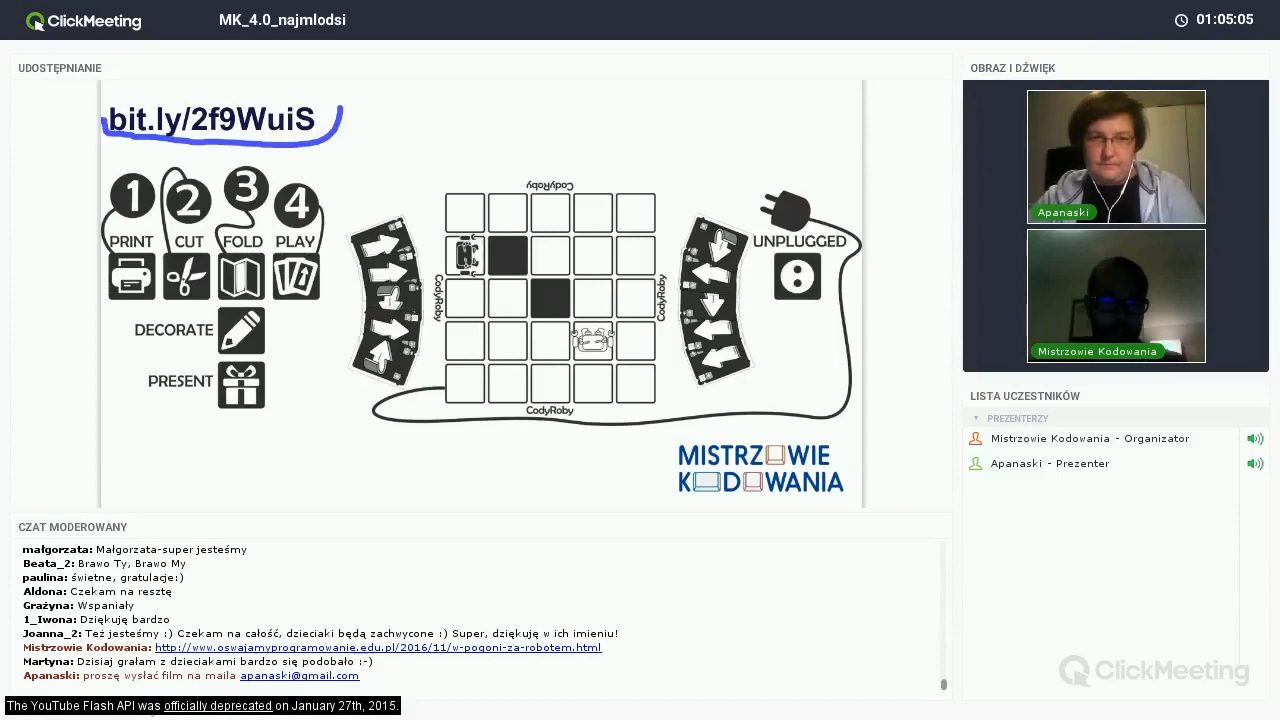 ClickMeeting
MK_4.0_najmlodsi
01:05:05
UDOSTĘPNIANIE
OBRAZ I DŹWIĘK
bit.ly/2f9WuiS
1 2 3 4
PRINT CUT FOLD PLAY
DECORATE
PRESENT
CodyRoby
CodyRoby
CodyRoby
CodyRoby
UNPLUGGED
MISTRZOWIE
KODOWANIA
Apanaski
Mistrzowie Kodowania
LISTA UCZESTNIKÓW
PREZENTERZY
Mistrzowie Kodowania - Organizator
Apanaski - Prezenter
CZAT MODEROWANY
małgorzata: Małgorzata-super jesteśmy
Beata_2: Brawo Ty, Brawo My
paulina: świetne, gratulacje:)
Aldona: Czekam na resztę
Grażyna: Wspaniały
1_Iwona: Dziękuję bardzo
Joanna_2: Też jesteśmy :) Czekam na całość, dzieciaki będą zachwycone :) Super, dziękuję w ich imieniu!
Mistrzowie Kodowania: http://www.oswajamyprogramowanie.edu.pl/2016/11/w-pogoni-za-robotem.html
Martyna: Dzisiaj grałam z dzieciakami bardzo się podobało :-)
Apanaski: proszę wysłać film na maila apanaski@gmail.com
ClickMeeting
The YouTube Flash API was officially deprecated on January 27th, 2015.